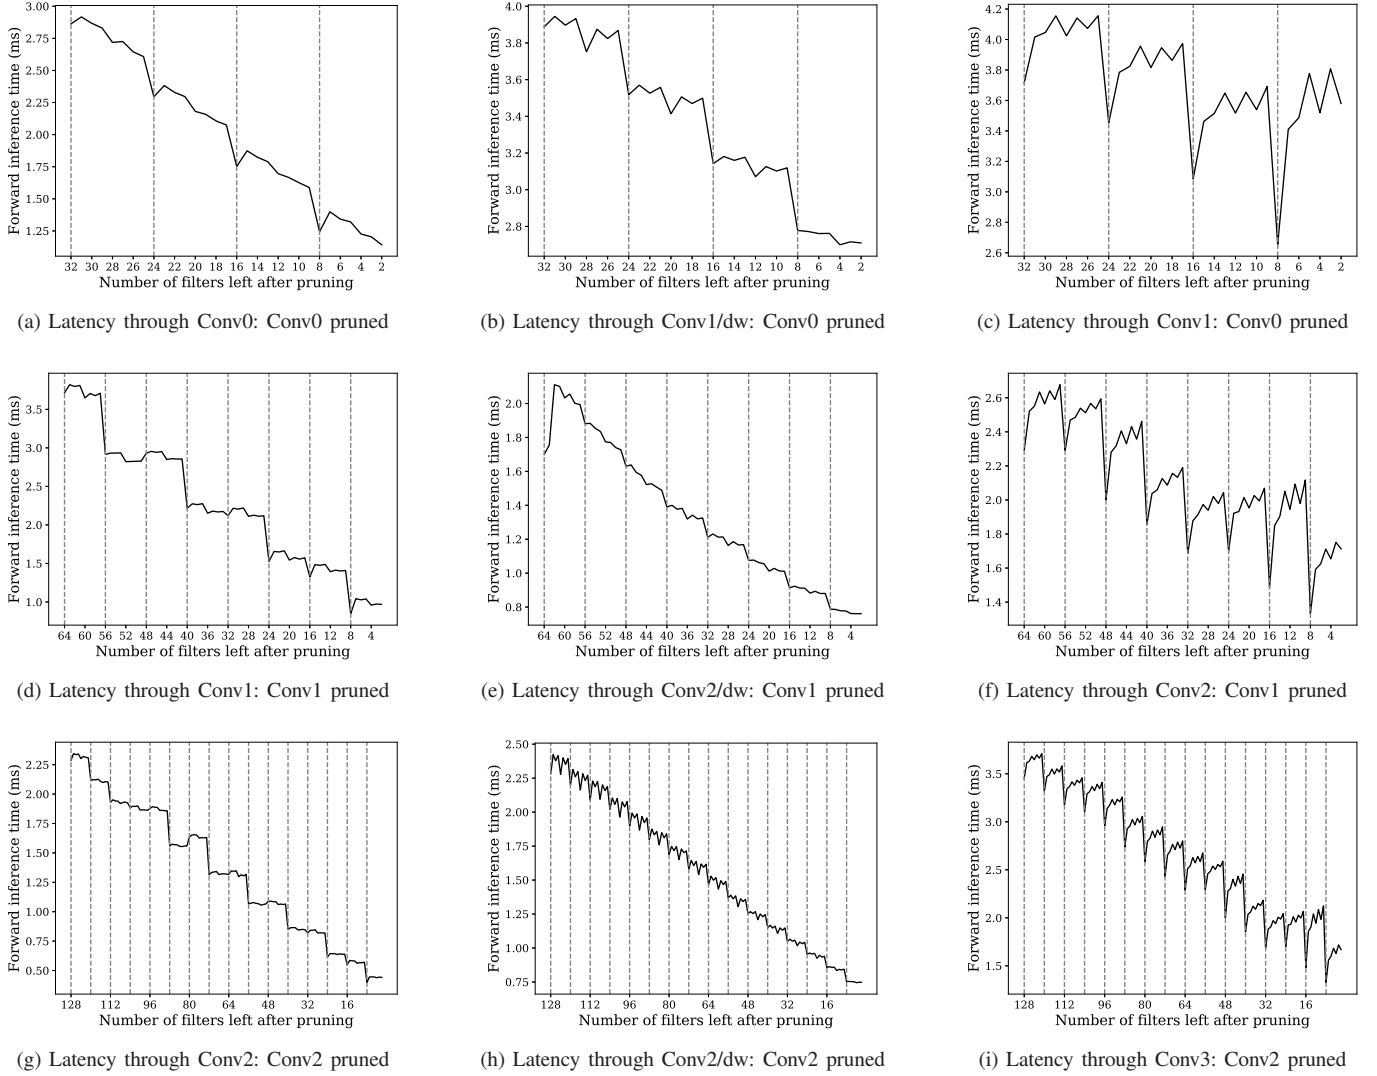 3.00
2.75
2.50
2.25
2.00
1.75
1.50
1.25
Forward inference time (ms)
32 30 28 26 24 22 20 18 16 14 12 10 8 6 4 2
Number of filters left after pruning
(a) Latency through Conv0: Conv0 pruned
4.0
3.8
3.6
3.4
3.2
3.0
2.8
Forward inference time (ms)
32 30 28 26 24 22 20 18 16 14 12 10 8 6 4 2
Number of filters left after pruning
(b) Latency through Conv1/dw: Conv0 pruned
4.2
4.0
3.8
3.6
3.4
3.2
3.0
2.8
2.6
Forward inference time (ms)
32 30 28 26 24 22 20 18 16 14 12 10 8 6 4 2
Number of filters left after pruning
(c) Latency through Conv1: Conv0 pruned
3.5
3.0
2.5
2.0
1.5
1.0
Forward inference time (ms)
64 60 56 52 48 44 40 36 32 28 24 20 16 12 8 4
Number of filters left after pruning
(d) Latency through Conv1: Conv1 pruned
2.0
1.8
1.6
1.4
1.2
1.0
0.8
Forward inference time (ms)
64 60 56 52 48 44 40 36 32 28 24 20 16 12 8 4
Number of filters left after pruning
(e) Latency through Conv2/dw: Conv1 pruned
2.6
2.4
2.2
2.0
1.8
1.6
1.4
Forward inference time (ms)
64 60 56 52 48 44 40 36 32 28 24 20 16 12 8 4
Number of filters left after pruning
(f) Latency through Conv2: Conv1 pruned
2.25
2.00
1.75
1.50
1.25
1.00
0.75
0.50
Forward inference time (ms)
128 112 96 80 64 48 32 16
Number of filters left after pruning
(g) Latency through Conv2: Conv2 pruned
2.50
2.25
2.00
1.75
1.50
1.25
1.00
0.75
Forward inference time (ms)
128 112 96 80 64 48 32 16
Number of filters left after pruning
(h) Latency through Conv2/dw: Conv2 pruned
3.5
3.0
2.5
2.0
1.5
Forward inference time (ms)
128 112 96 80 64 48 32 16
Number of filters left after pruning
(i) Latency through Conv3: Conv2 pruned